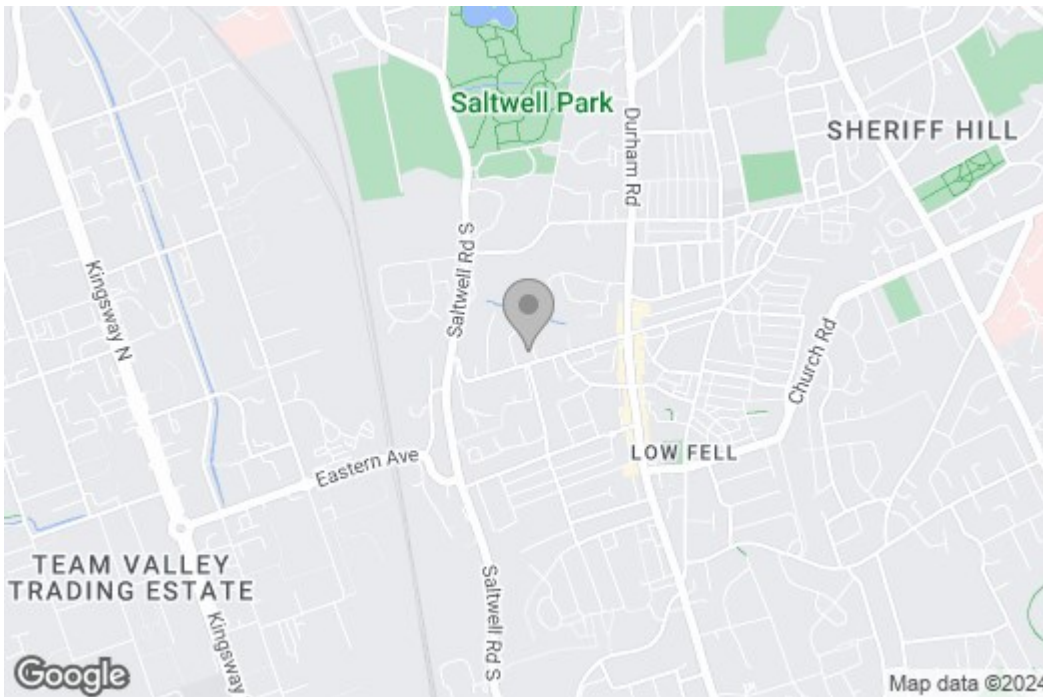 Saltwell Park
Durham Rd
SHERIFF HILL
Saltwell Rd S
Kingsway N
Church Rd
LOW FELL
Eastern Ave
TEAM VALLEY
TRADING ESTATE
Saltwell Rd S
Kingsway
Google
Map data ©2024